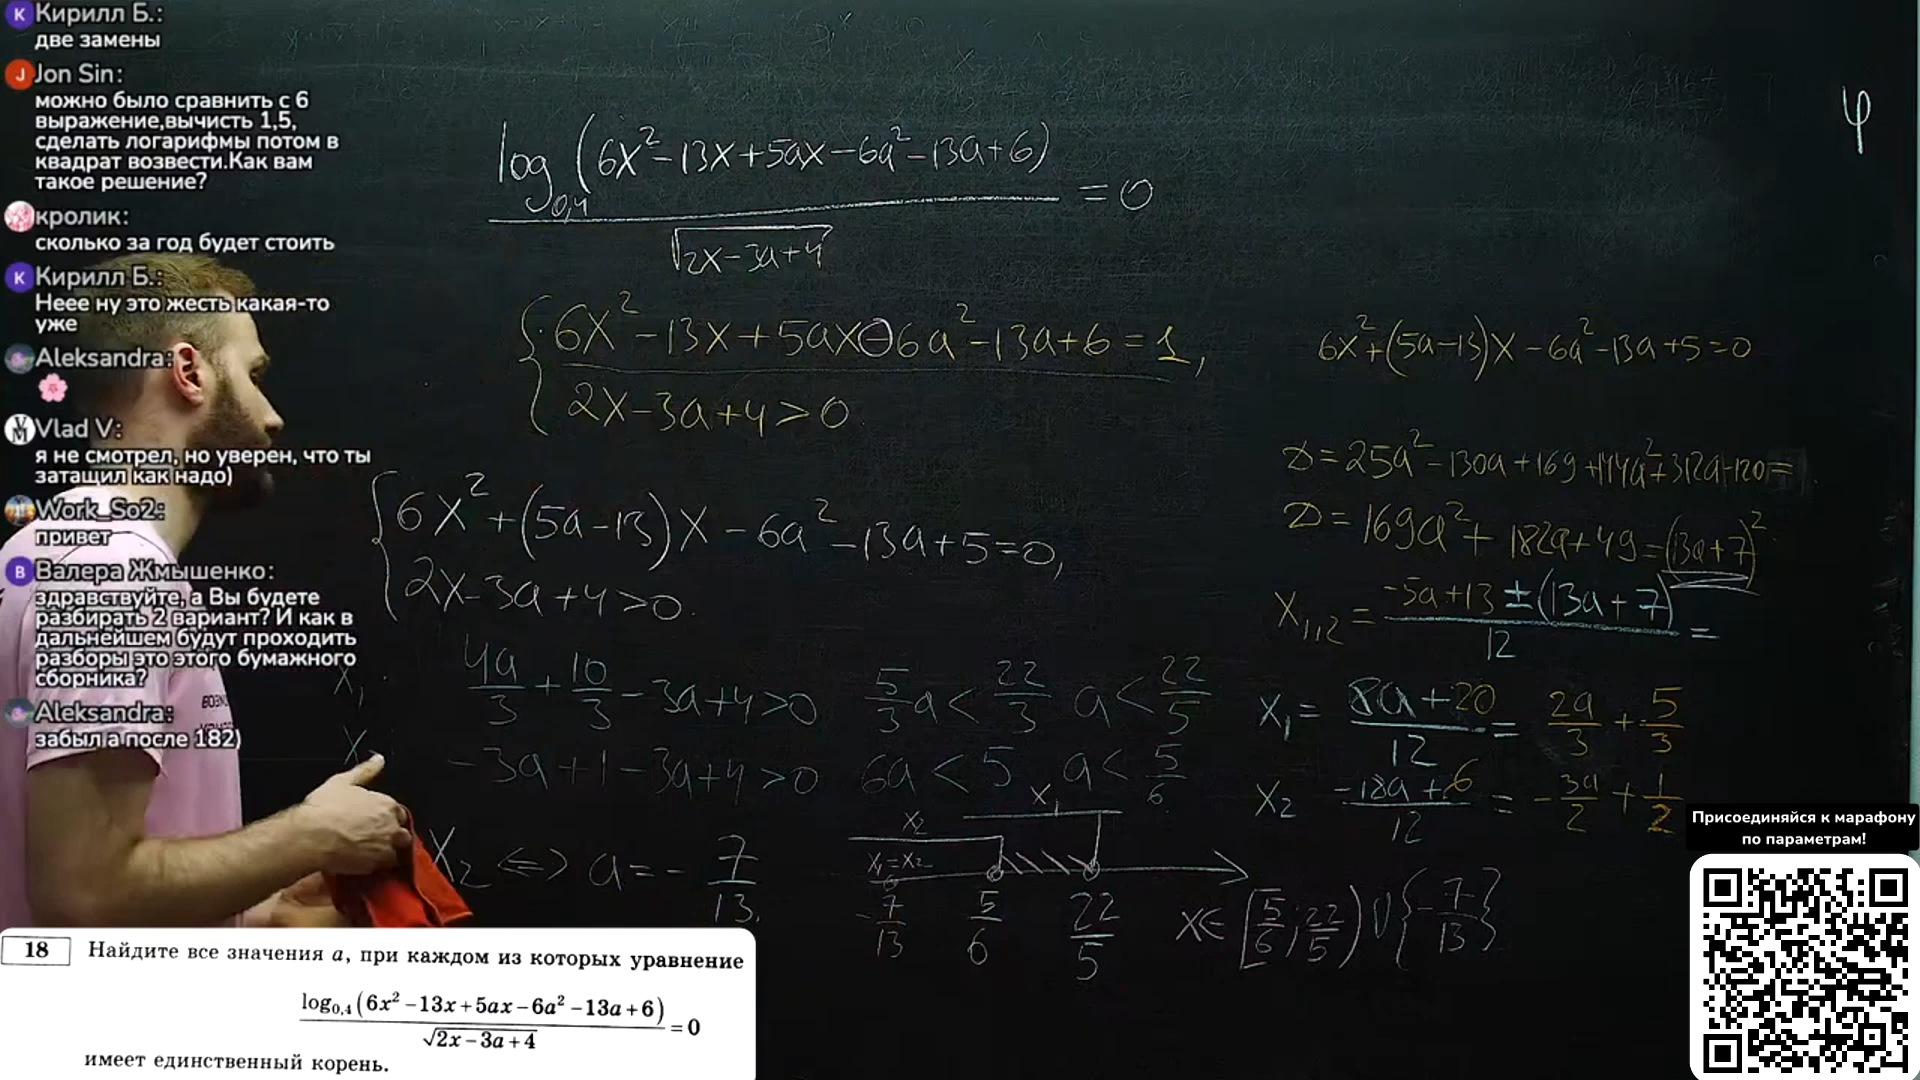 Кирилл Б.:
две замены
Jon Sin:
можно было сравнить с 6
выражение,вычисть 1,5,
сделать логарифмы потом в
квадрат возвести.Как вам
такое решение?
кролик:
сколько за год будет стоить
Кирилл Б.:
Неее ну это жесть какая-то
уже
Aleksandra:
🌸
Vlad V:
я не смотрел, но уверен, что ты
затащил как надо)
Work_So2:
привет
Валера Жмышенко:
здравствуйте, а Вы будете
разбирать 2 вариант? И как в
дальнейшем будут проходить
разборы это этого бумажного
сборника?
Aleksandra:
забыл а после 182)
log₀,₄(6x² - 13x + 5ax - 6a² - 13a + 6)
√(2x - 3a + 4)
= 0
φ
6x² - 13x + 5ax - 6a² - 13a + 6 = 1,
2x - 3a + 4 > 0
6x² + (5a - 13)x - 6a² - 13a + 5 = 0,
2x - 3a + 4 > 0.
x₁. 4a/3 + 10/3 - 3a + 4 > 0 5/3 a < 22/3 a < 22/5
-3a + 1 - 3a + 4 > 0 6a < 5 a < 5/6
x₂ <=> a = - 7/13.
x₂ x₁
x₁ = x₂
-7/13 5/6 22/5
x ∈ [5/6; 22/5) ∪ {-7/13}
6x² + (5a - 13)x - 6a² - 13a + 5 = 0
D = 25a² - 130a + 169 + 144a² + 312a - 120 =
D = 169a² + 182a + 49 = (13a + 7)²
x₁,₂ = (-5a + 13 ± (13a + 7))/12 =
x₁ = (8a + 20)/12 = 2a/3 + 5/3
x₂ (-18a + 6)/12 = - 3a/2 + 1/2
Присоединяйся к марафону
по параметрам!
18 Найдите все значения a, при каждом из которых уравнение
log₀,₄(6x² - 13x + 5ax - 6a² - 13a + 6)
√(2x - 3a + 4)
= 0
имеет единственный корень.